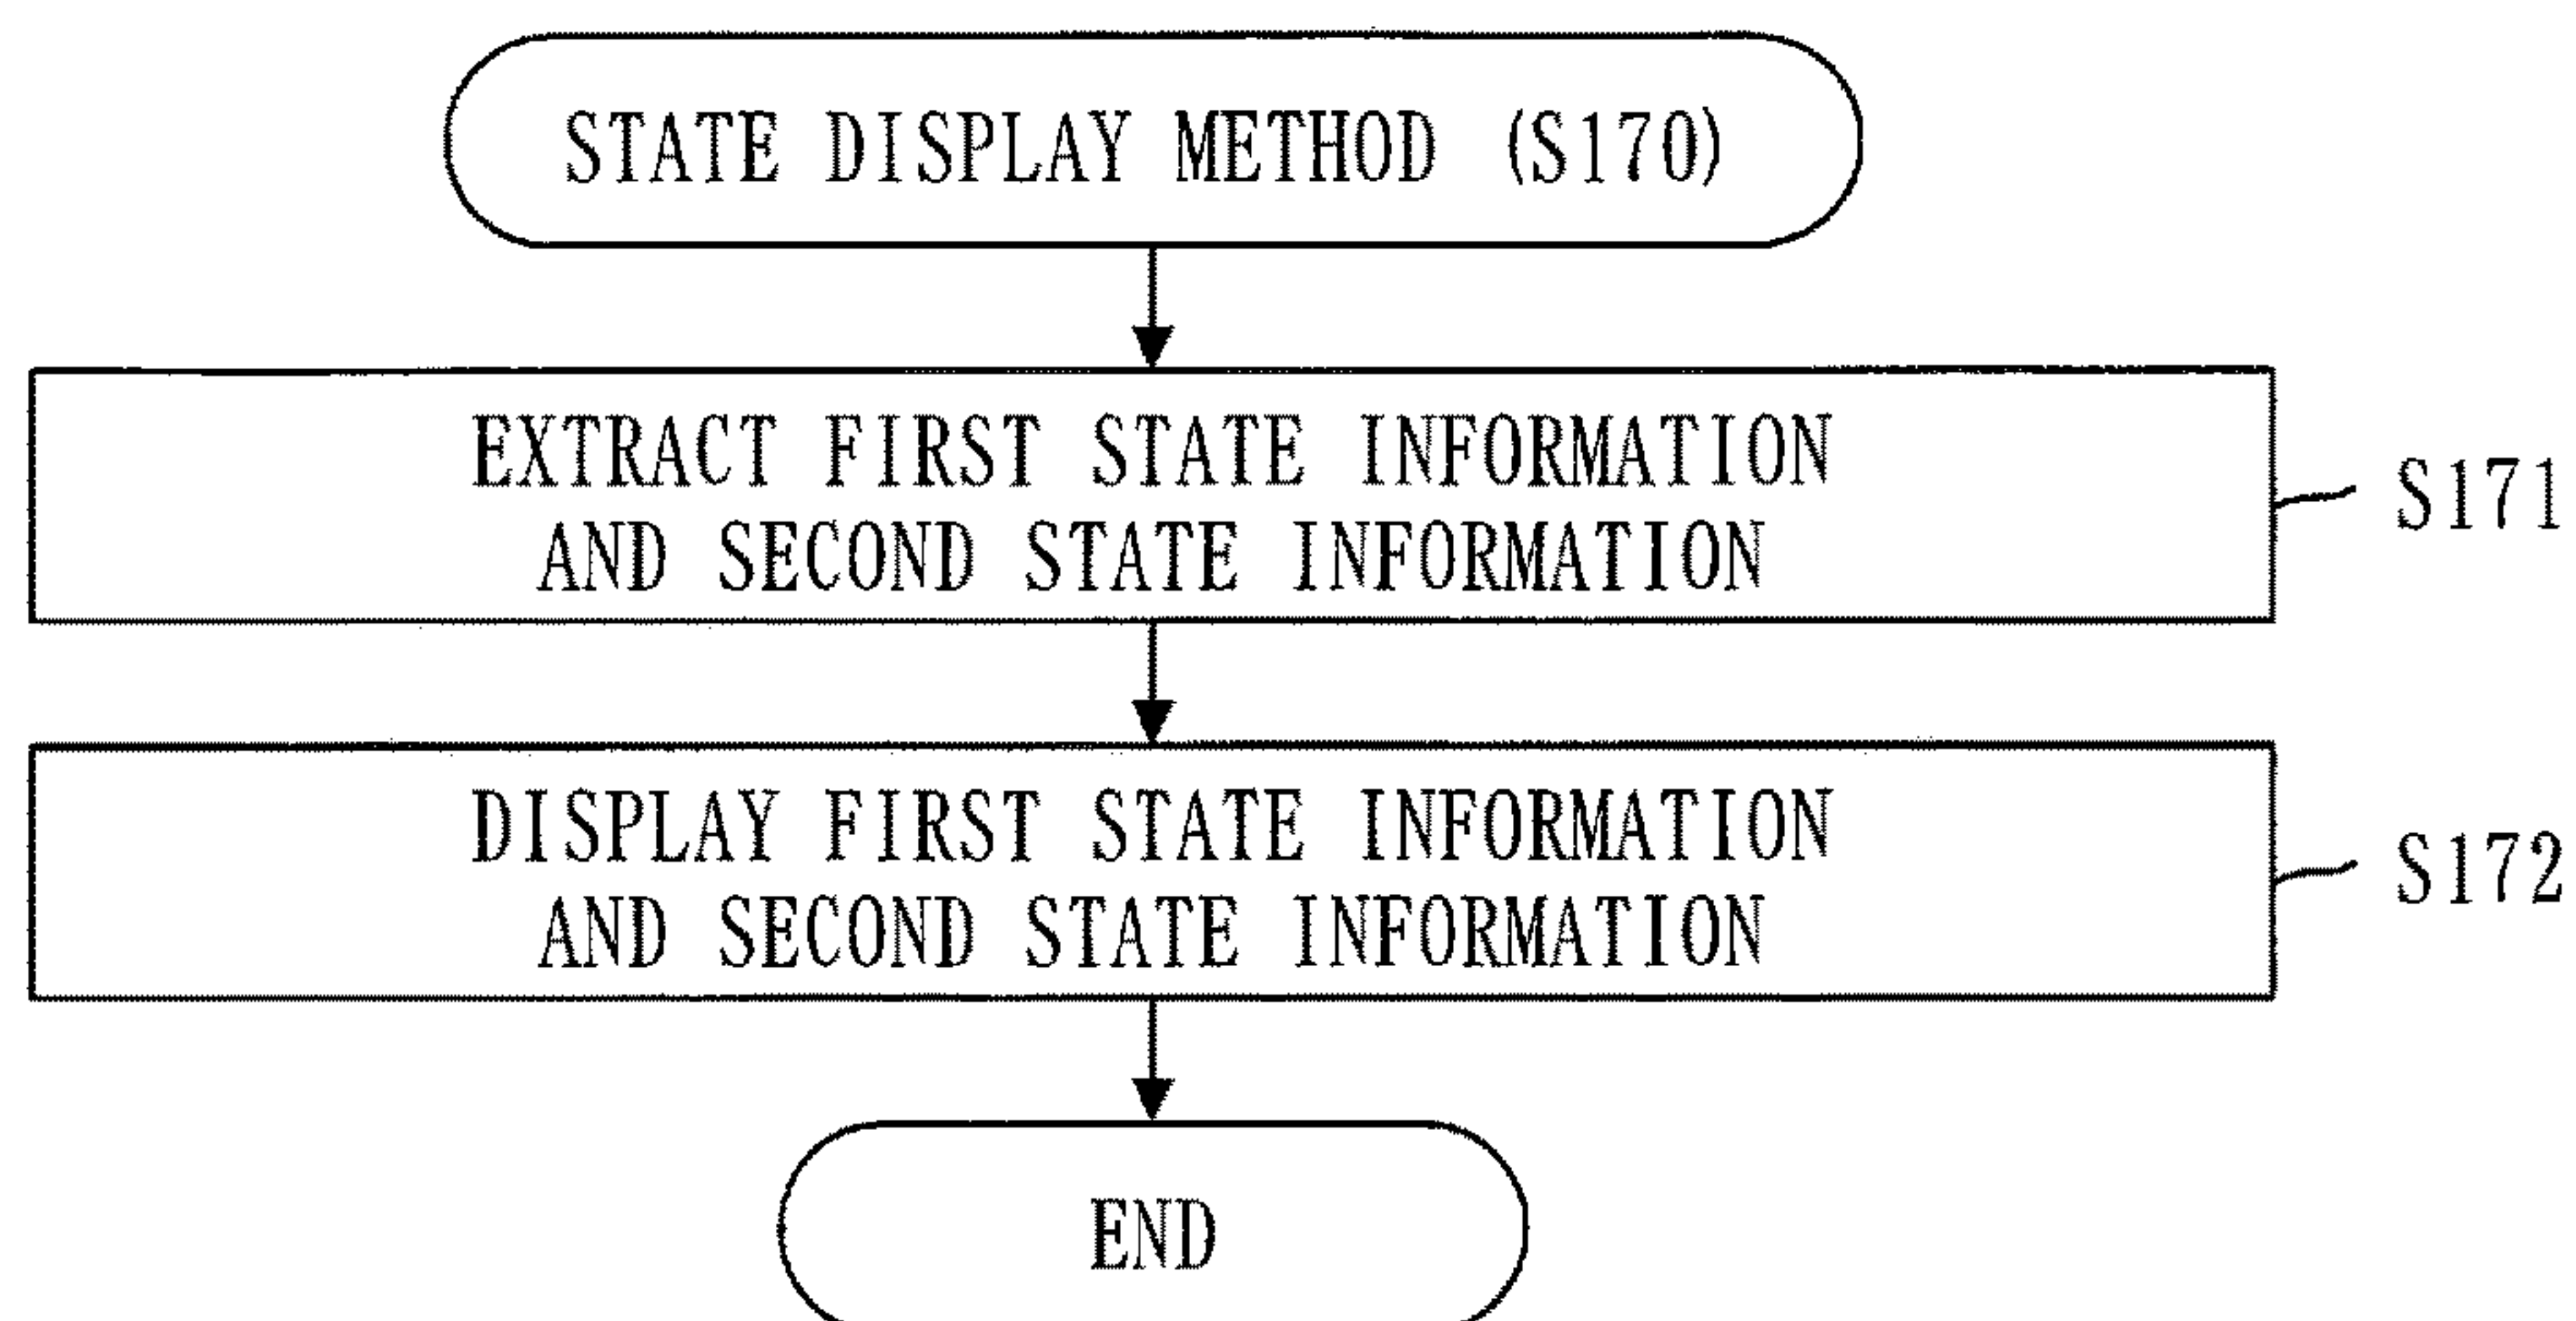 STATE DISPLAY METHOD (S170)
EXTRACT FIRST STATE INFORMATION
AND SECOND STATE INFORMATION
S171
DISPLAY FIRST STATE INFORMATION
AND SECOND STATE INFORMATION
S172
END